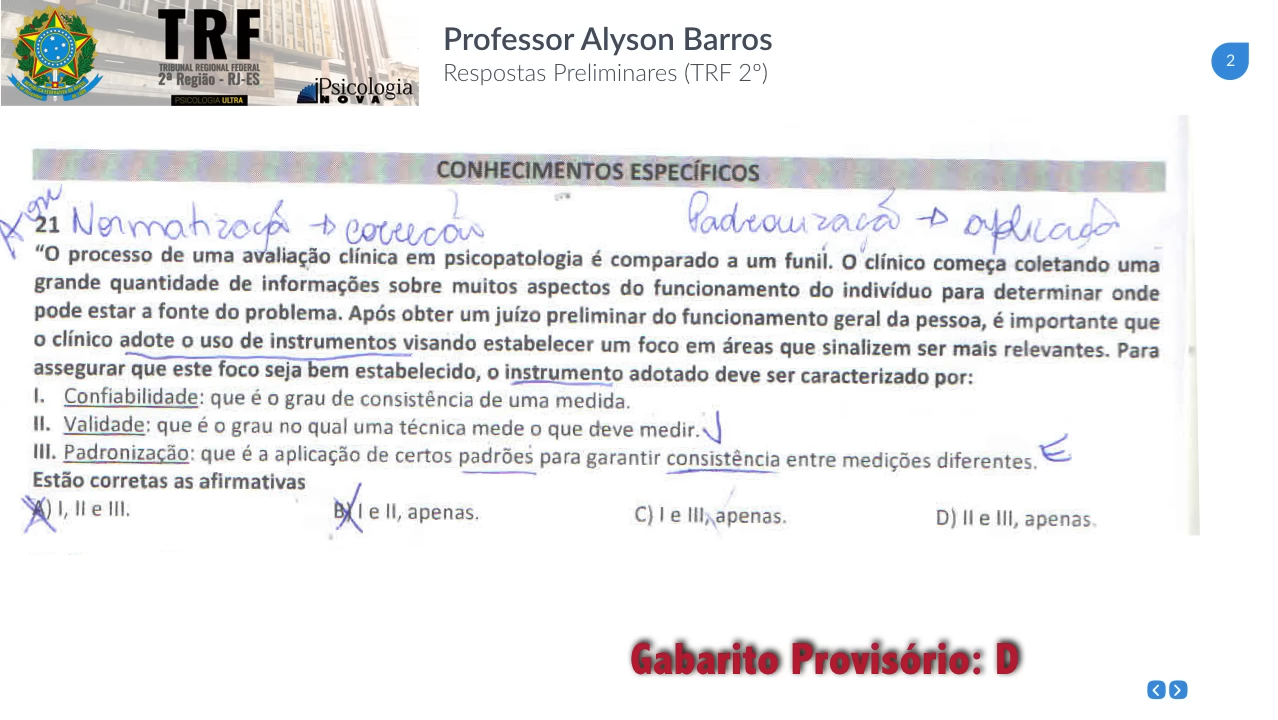 TRF
TRIBUNAL REGIONAL FEDERAL
2ª Região - RJ-ES
PSICOLOGIA ULTRA
Psicologia
NOVA
Professor Alyson Barros
Respostas Preliminares (TRF 2º)
2
CONHECIMENTOS ESPECÍFICOS
21 Normatização → correção Padronização → aplicação
“O processo de uma avaliação clínica em psicopatologia é comparado a um funil. O clínico começa coletando uma
grande quantidade de informações sobre muitos aspectos do funcionamento do indivíduo para determinar onde
pode estar a fonte do problema. Após obter um juízo preliminar do funcionamento geral da pessoa, é importante que
o clínico adote o uso de instrumentos visando estabelecer um foco em áreas que sinalizem ser mais relevantes. Para
assegurar que este foco seja bem estabelecido, o instrumento adotado deve ser caracterizado por:
I. Confiabilidade: que é o grau de consistência de uma medida.
II. Validade: que é o grau no qual uma técnica mede o que deve medir.
III. Padronização: que é a aplicação de certos padrões para garantir consistência entre medições diferentes. E
Estão corretas as afirmativas
A) I, II e III. B) I e II, apenas. C) I e III, apenas. D) II e III, apenas.
Gabarito Provisório: D